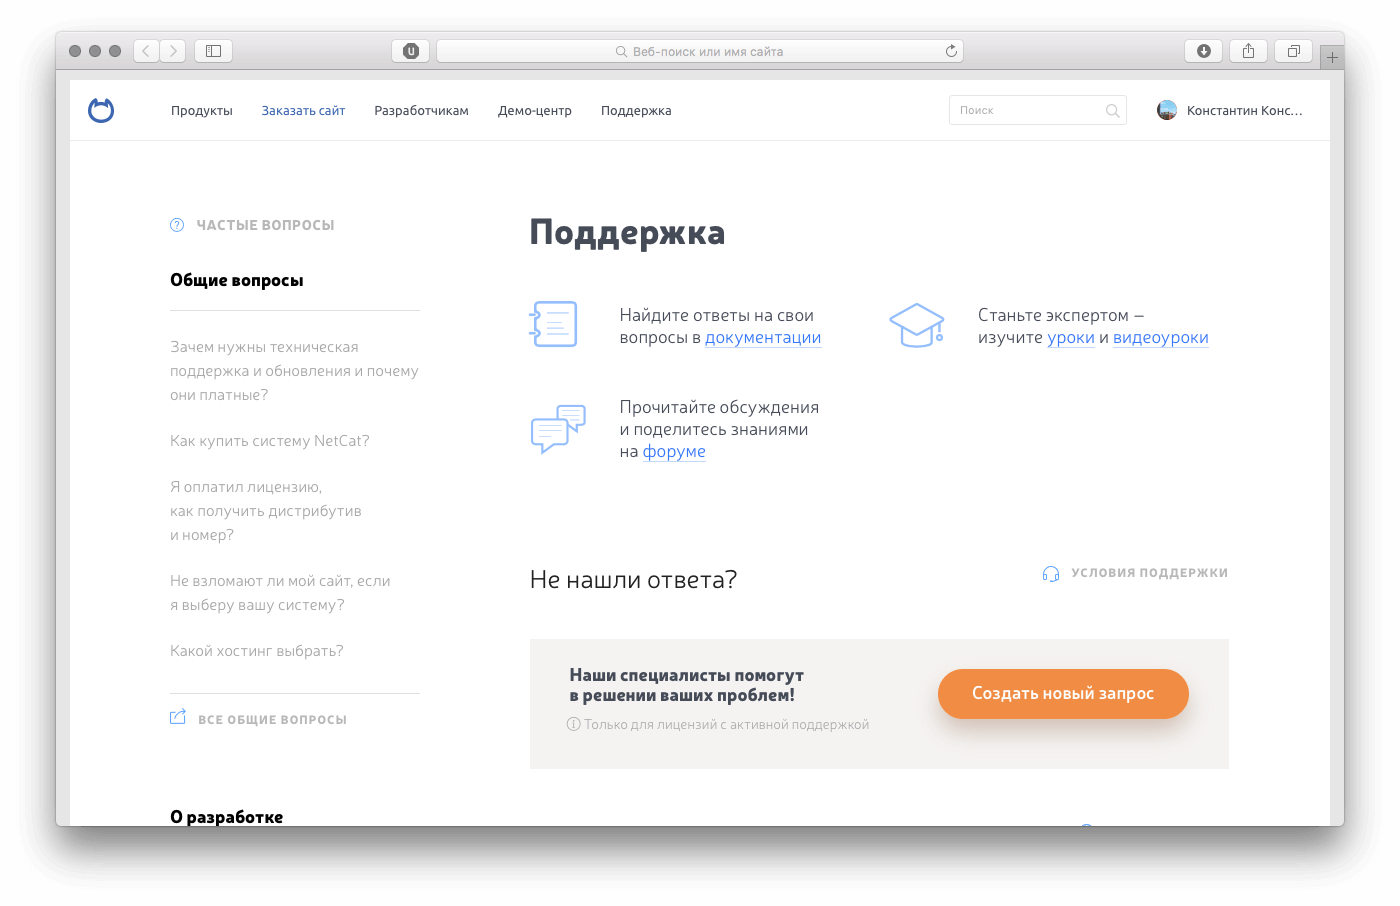 Веб-поиск или имя сайта
Продукты
Заказать сайт
Разработчикам
Демо-центр
Поддержка
Поиск
Константин Конс...
ЧАСТЫЕ ВОПРОСЫ
Общие вопросы
Зачем нужны техническая
поддержка и обновления и почему
они платные?
Как купить систему NetCat?
Я оплатил лицензию,
как получить дистрибутив
и номер?
Не взломают ли мой сайт, если
я выберу вашу систему?
Какой хостинг выбрать?
ВСЕ ОБЩИЕ ВОПРОСЫ
О разработке
Поддержка
Найдите ответы на свои
вопросы в документации
Станьте экспертом –
изучите уроки и видеоуроки
Прочитайте обсуждения
и поделитесь знаниями
на форуме
Не нашли ответа?
УСЛОВИЯ ПОДДЕРЖКИ
Наши специалисты помогут
в решении ваших проблем!
Только для лицензий с активной поддержкой
Создать новый запрос